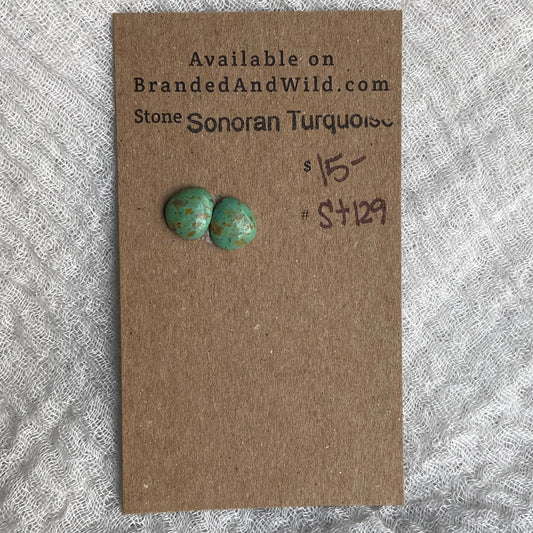 Available on
BrandedAndWild.com
Stone Sonoran Turquoise
$ 15-
# St129